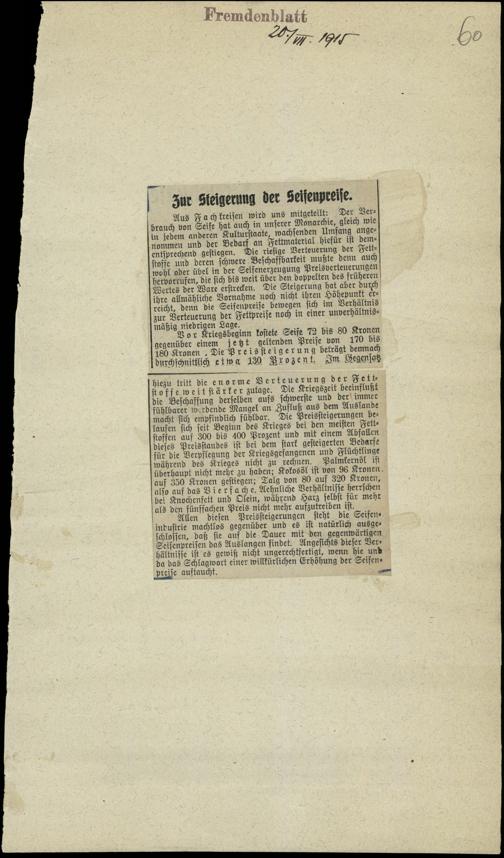 Fremdenblatt
20./VII. 1915
60
Zur Steigerung der Seifenpreise.
Aus Fachkreisen wird uns mitgeteilt: Der Ver-
brauch von Seife hat auch in unserer Monarchie, gleich wie
in jedem anderen Kulturstaate, wachsenden Umfang ange-
nommen und der Bedarf an Fettmaterial hiefür ist dem-
entsprechend gestiegen. Die riesige Verteuerung der Fett-
stoffe und deren schwere Beschaffbarkeit mußte denn auch
wohl oder übel in der Seifenerzeugung Preisverteuerungen
hervorrufen, die sich bis weit über den doppelten des früheren
Wertes der Ware erstrecken. Die Steigerung hat aber durch
ihre allmähliche Vornahme noch nicht ihren Höhepunkt er-
reicht, denn die Seifenpreise bewegen sich im Verhältnis
zur Verteuerung der Fettpreise noch in einer unverhältnis-
mäßig niedrigen Lage.
Vor Kriegsbeginn kostete Seife 72 bis 80 Kronen
gegenüber einem jetzt geltenden Preise von 170 bis
180 Kronen. Die Preissteigerung beträgt demnach
durchschnittlich etwa 130 Prozent. Im Gegensatz
hiezu tritt die enorme Verteuerung der Fett-
stoffe weit stärker zutage. Die Kriegszeit beeinflußt
die Beschaffung derselben aufs schwerste und der immer
fühlbarer werdende Mangel an Zufluß aus dem Auslande
macht sich empfindlich fühlbar. Die Preissteigerungen be-
laufen sich seit Beginn des Krieges bei den meisten Fett-
stoffen auf 300 bis 400 Prozent und mit einem Abfallen
dieses Preisstandes ist bei dem stark gesteigerten Bedarfe
für die Verpflegung der Kriegsgefangenen und Flüchtlinge
während des Krieges nicht zu rechnen. Palmkernöl ist
überhaupt nicht mehr zu haben; Kokosöl ist von 96 Kronen
auf 350 Kronen gestiegen; Talg von 80 auf 320 Kronen,
also auf das Vierfache. Aehnliche Verhältnisse herrschen
bei Knochenfett und Olein, während Harz selbst für mehr
als den fünffachen Preis nicht mehr aufzutreiben ist.
Allen diesen Preissteigerungen steht die Seifen-
industrie machtlos gegenüber und es ist natürlich ausge-
schlossen, daß sie auf die Dauer mit den gegenwärtigen
Seifenpreisen das Auslangen findet. Angesichts dieser Ver-
hältnisse ist es gewiß nicht ungerechtfertigt, wenn hie und
da das Schlagwort einer willkürlichen Erhöhung der Seifen-
preise auftaucht.